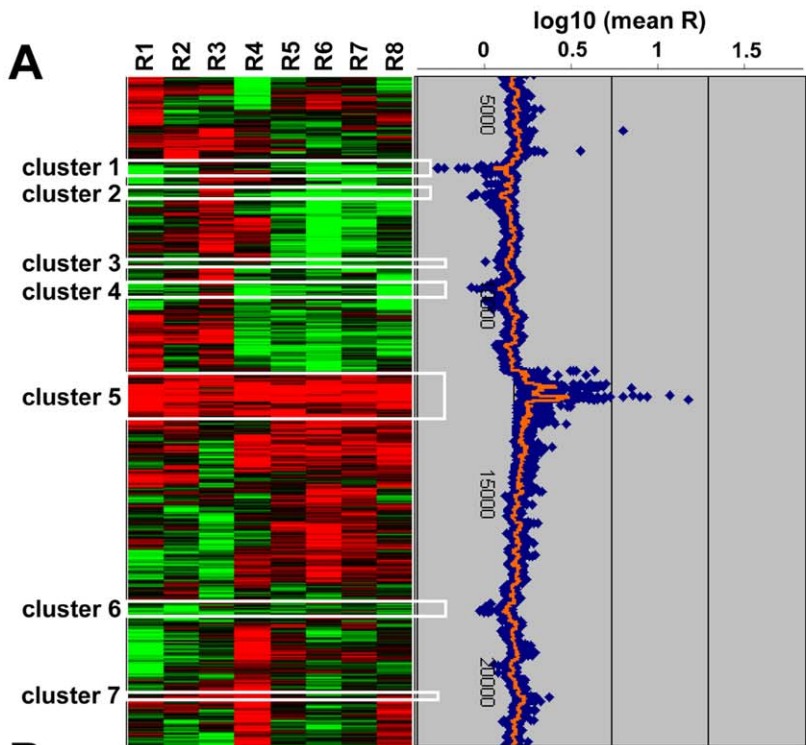 log10 (mean R)
A
R1 R2 R3 R4 R5 R6 R7 R8
0 0.5 1 1.5
5000
cluster 1
cluster 2
cluster 3
cluster 4
cluster 5
15000
cluster 6
20000
cluster 7